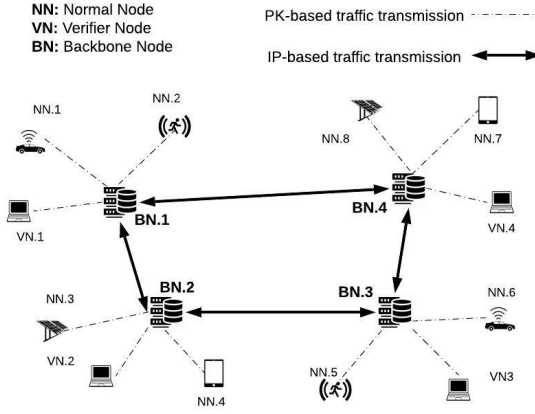 NN: Normal Node
VN: Verifier Node
BN: Backbone Node
PK-based traffic transmission
IP-based traffic transmission
NN.1
NN.2
NN.8
NN.7
BN.1
BN.4
VN.1
VN.4
NN.3
BN.2
BN.3
NN.6
VN.2
NN.4
NN.5
VN3